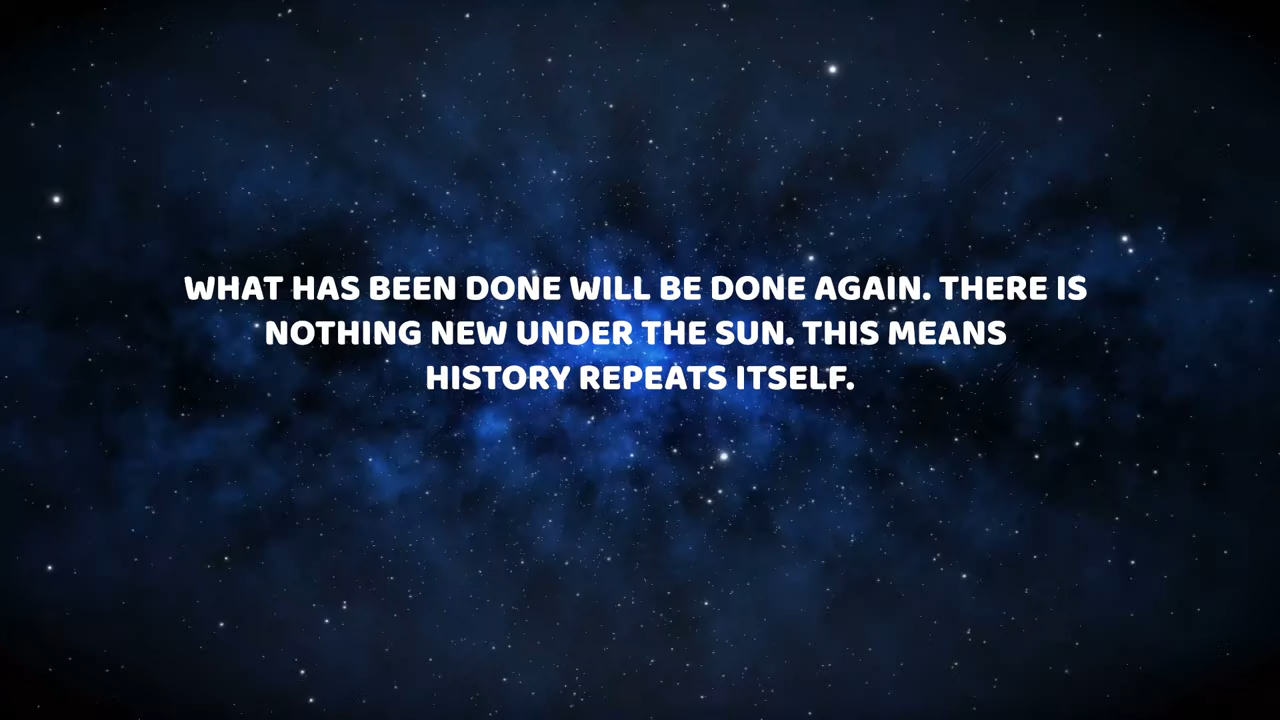 WHAT HAS BEEN DONE WILL BE DONE AGAIN. THERE IS
NOTHING NEW UNDER THE SUN. THIS MEANS
HISTORY REPEATS ITSELF.